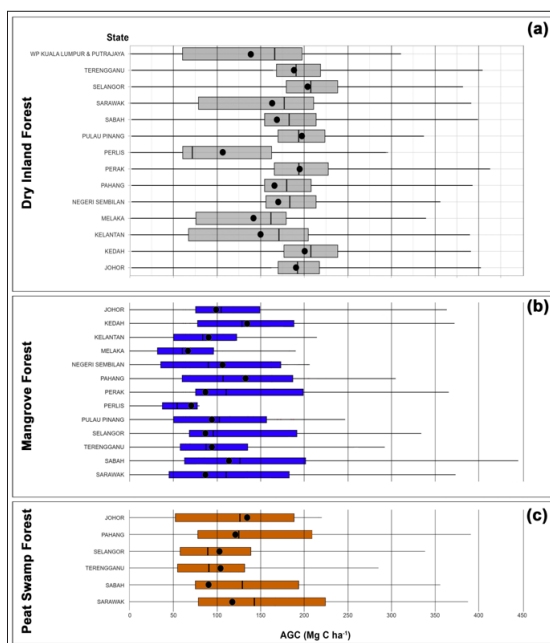 State
(a)
Dry Inland Forest
WP KUALA LUMPUR & PUTRAJAYA
TERENGGANU
SELANGOR
SARAWAK
SABAH
PULAU PINANG
PERLIS
PERAK
PAHANG
NEGERI SEMBILAN
MELAKA
KELANTAN
KEDAH
JOHOR
(b)
Mangrove Forest
JOHOR
KEDAH
KELANTAN
MELAKA
NEGERI SEMBILAN
PAHANG
PERAK
PERLIS
PULAU PINANG
SELANGOR
TERENGGANU
SABAH
SARAWAK
(c)
Peat Swamp Forest
JOHOR
PAHANG
SELANGOR
TERENGGANU
SABAH
SARAWAK
0 50 100 150 200 250 300 350 400 450
AGC (Mg C ha⁻¹)